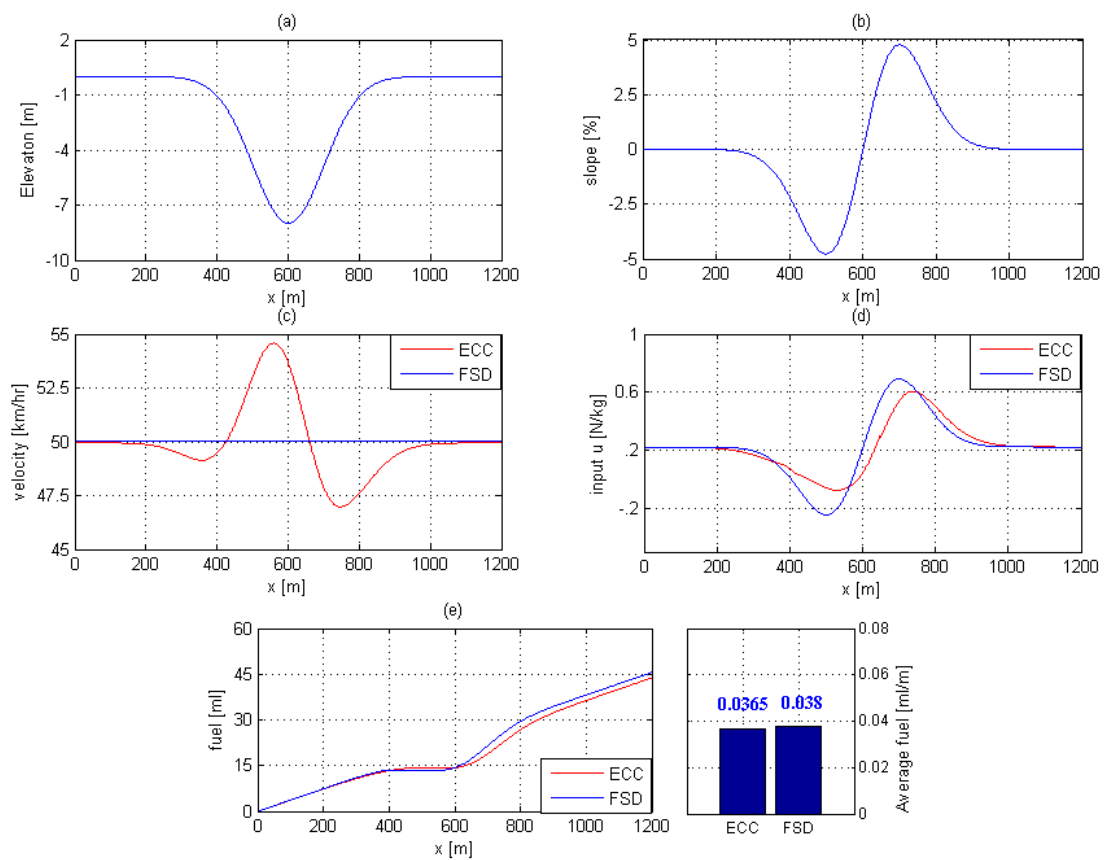 (a)
2
-1
-4
-7
-10
Elevaton [m]
0 200 400 600 800 1000 1200
x [m]
(b)
5
2.5
0
-2.5
-5
slope [%]
0 200 400 600 800 1000 1200
x [m]
(c)
55
52.5
50
47.5
45
velocity [km/hr]
ECC
FSD
0 200 400 600 800 1000 1200
x [m]
(d)
1
0.6
.2
-.2
input u [N/kg]
ECC
FSD
0 200 400 600 800 1000 1200
x [m]
(e)
60
45
30
15
0
fuel [ml]
ECC
FSD
0 200 400 600 800 1000 1200
x [m]
0.0365 0.038
0.08
0.06
0.04
0.02
0
Average fuel [ml/m]
ECC FSD